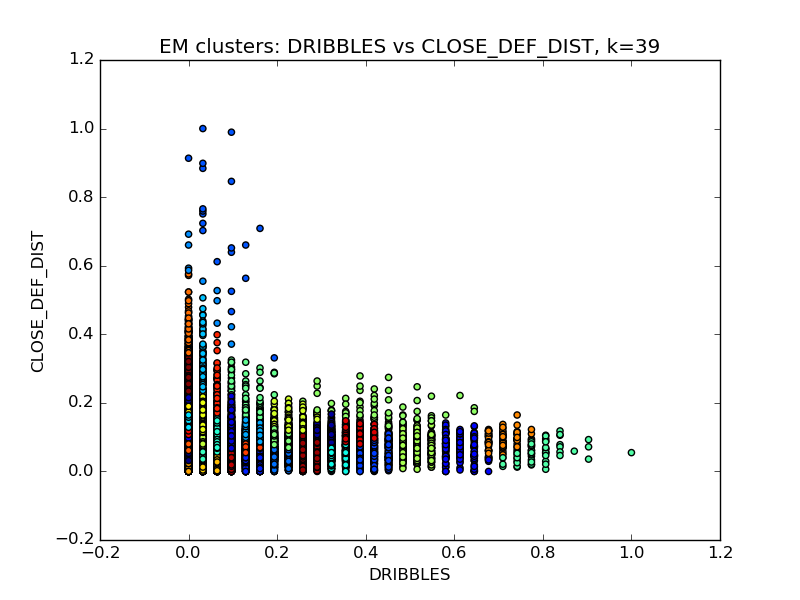 EM clusters: DRIBBLES vs CLOSE_DEF_DIST, k=39
1.2
1.0
0.8
0.6
0.4
0.2
0.0
−0.2
CLOSE_DEF_DIST
−0.2 0.0 0.2 0.4 0.6 0.8 1.0 1.2
DRIBBLES